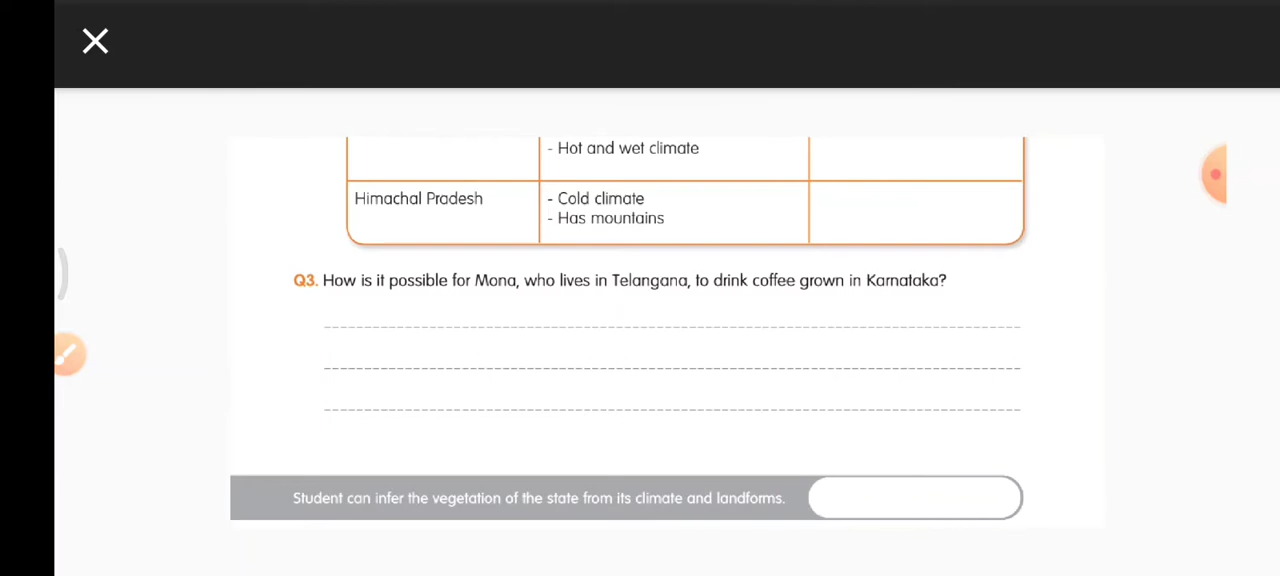 - Hot and wet climate
Himachal Pradesh
- Cold climate
- Has mountains
Q3. How is it possible for Mona, who lives in Telangana, to drink coffee grown in Karnataka?
Student can infer the vegetation of the state from its climate and landforms.